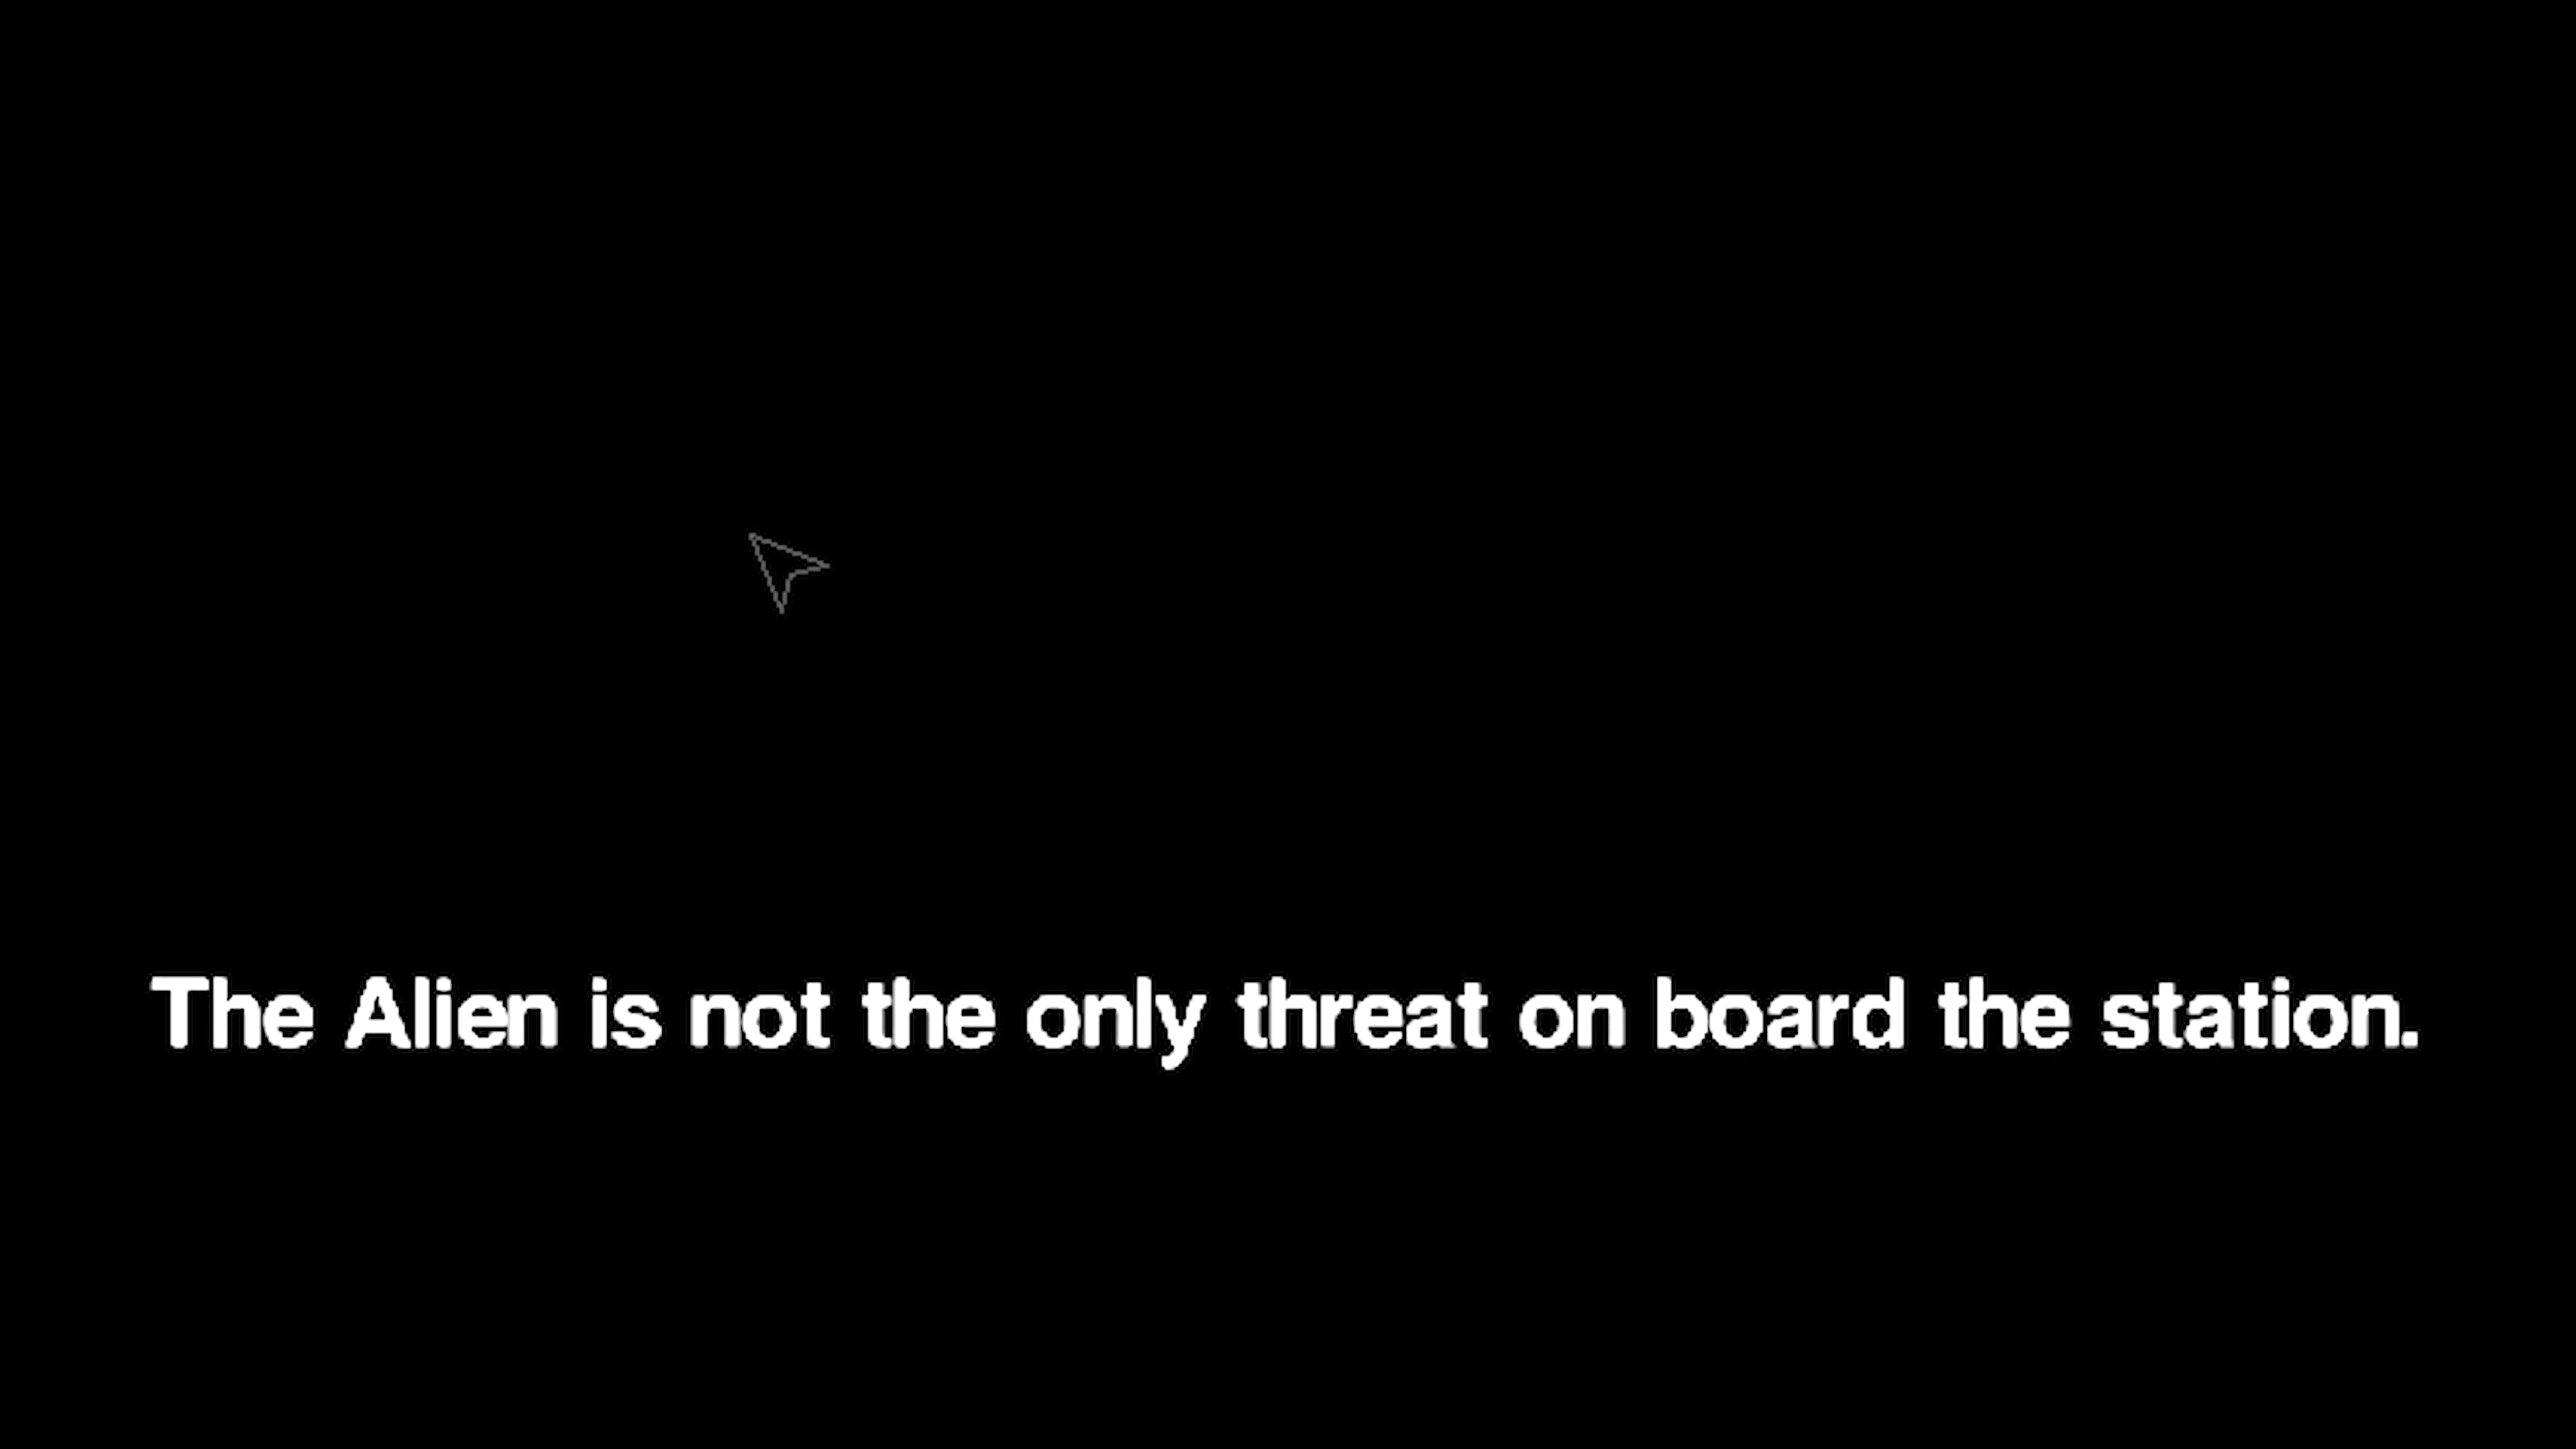 The Alien is not the only threat on board the station.